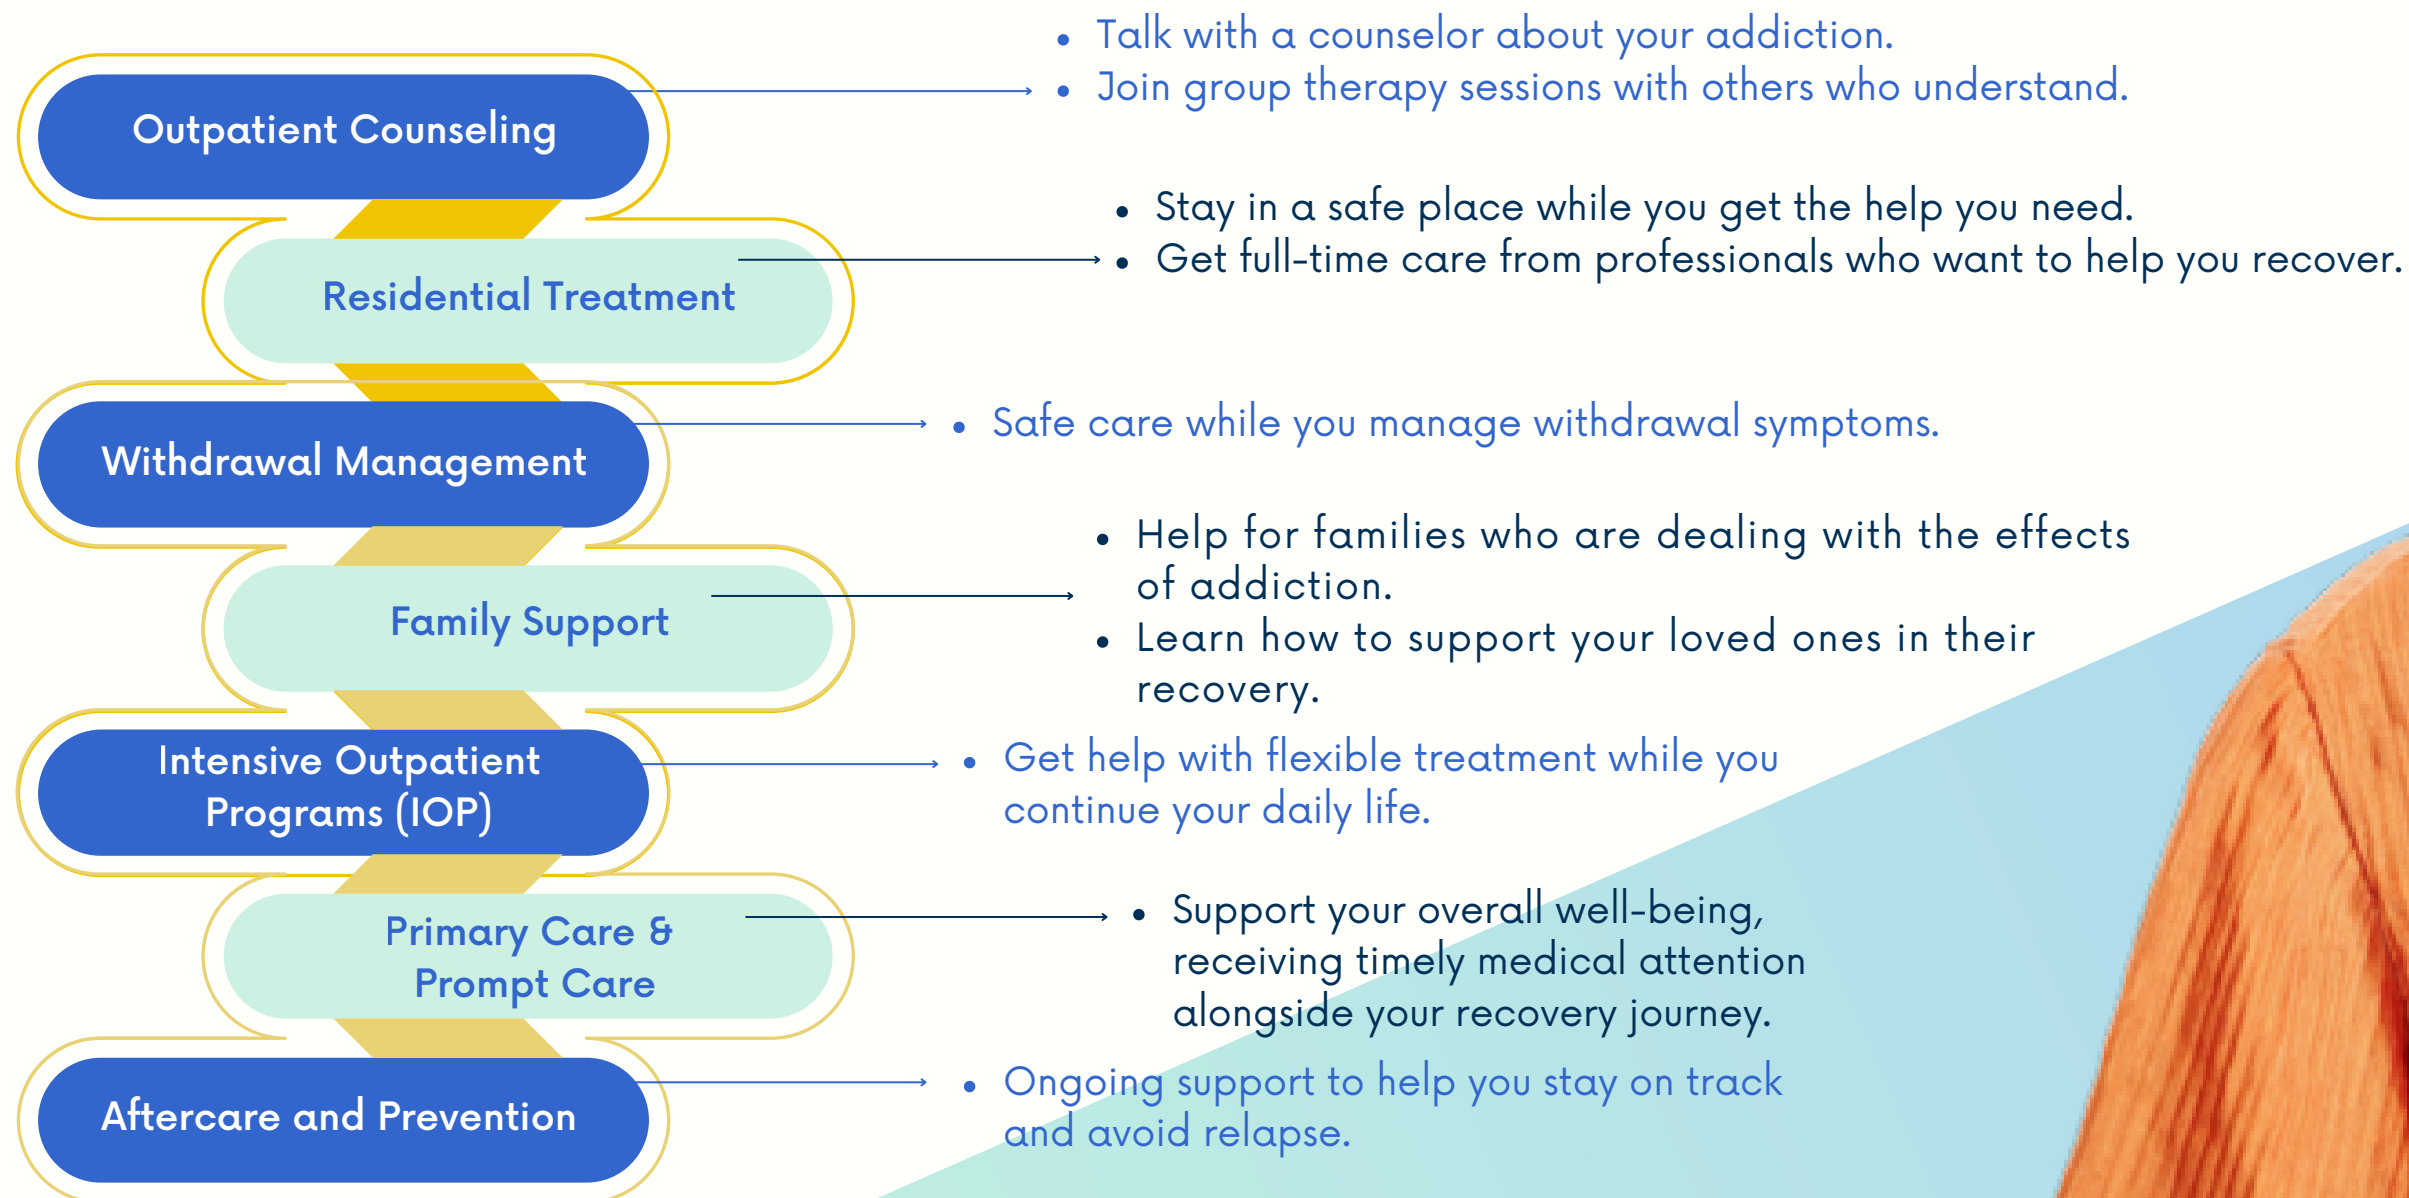 Outpatient Counseling
• Talk with a counselor about your addiction.
• Join group therapy sessions with others who understand.
Residential Treatment
• Stay in a safe place while you get the help you need.
• Get full-time care from professionals who want to help you recover.
Withdrawal Management
• Safe care while you manage withdrawal symptoms.
Family Support
• Help for families who are dealing with the effects
of addiction.
• Learn how to support your loved ones in their
recovery.
Intensive Outpatient
Programs (IOP)
• Get help with flexible treatment while you
continue your daily life.
Primary Care &
Prompt Care
• Support your overall well-being,
receiving timely medical attention
alongside your recovery journey.
Aftercare and Prevention
• Ongoing support to help you stay on track
and avoid relapse.